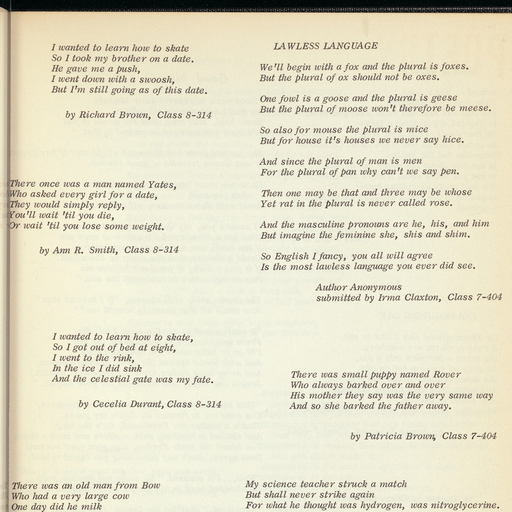 I wanted to learn how to skate
So I took my brother on a date.
He gave me a push,
I went down with a swoosh,
But I'm still going as of this date.
by Richard Brown, Class 8-314
There once was a man named Yates,
Who asked every girl for a date,
They would simply reply,
You'll wait 'til you die,
Or wait 'til you lose some weight.
by Ann R. Smith, Class 8-314
I wanted to learn how to skate,
So I got out of bed at eight,
I went to the rink,
In the ice I did sink
And the celestial gate was my fate.
by Cecelia Durant, Class 8-314
There was an old man from Bow
Who had a very large cow
One day did he milk
LAWLESS LANGUAGE
We'll begin with a fox and the plural is foxes.
But the plural of ox should not be oxes.
One fowl is a goose and the plural is geese
But the plural of moose won't therefore be meese.
So also for mouse the plural is mice
But for house it's houses we never say hice.
And since the plural of man is men
For the plural of pan why can't we say pen.
Then one may be that and three may be whose
Yet rat in the plural is never called rose.
And the masculine pronouns are he, his, and him
But imagine the feminine she, shis and shim.
So English I fancy, you all will agree
Is the most lawless language you ever did see.
Author Anonymous
submitted by Irma Claxton, Class 7-404
There was small puppy named Rover
Who always barked over and over
His mother they say was the very same way
And so she barked the father away.
by Patricia Brown, Class 7-404
My science teacher struck a match
But shall never strike again
For what he thought was hydrogen, was nitroglycerine.